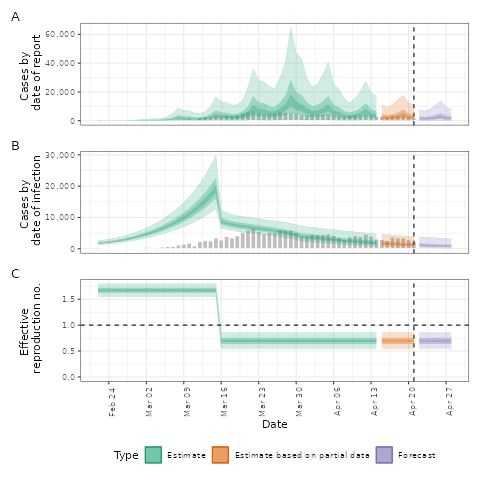 A
Cases by
date of report
60,000
40,000
20,000
0
B
Cases by
date of infection
30,000
20,000
10,000
0
C
Effective
reproduction no.
1.5
1.0
0.5
0.0
Feb 24
Mar 02
Mar 09
Mar 16
Mar 23
Mar 30
Apr 06
Apr 13
Apr 20
Apr 27
Date
Type Estimate Estimate based on partial data Forecast